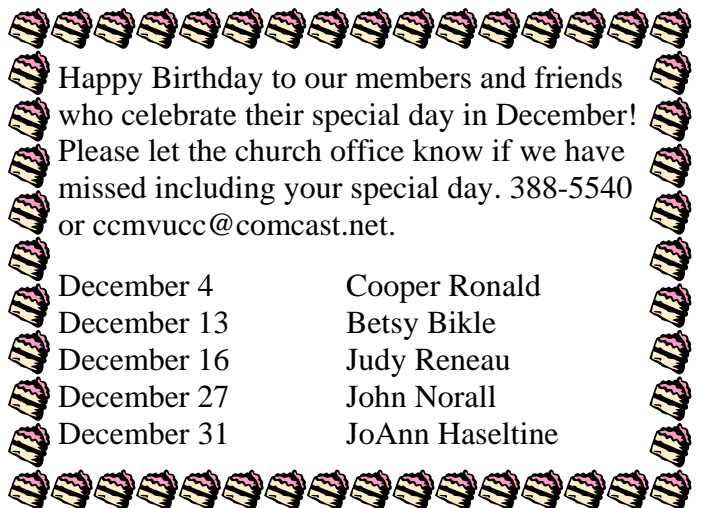 Happy Birthday to our members and friends
who celebrate their special day in December!
Please let the church office know if we have
missed including your special day. 388-5540
or ccmvucc@comcast.net.
December 4 Cooper Ronald
December 13 Betsy Bikle
December 16 Judy Reneau
December 27 John Norall
December 31 JoAnn Haseltine